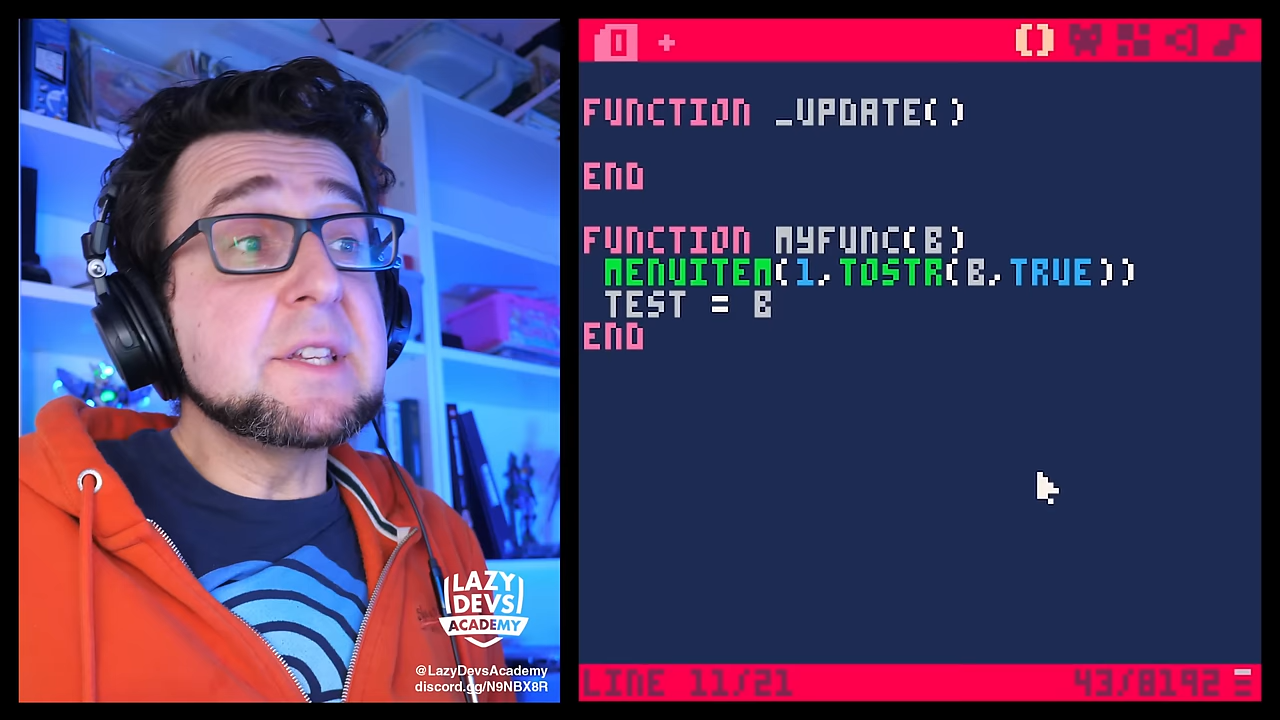 LAZY
DEVS
ACADEMY
@LazyDevsAcademy
discord.gg/N9NBX8R
+
FUNCTION _UPDATE()
END
FUNCTION MYFUNC(B)
MENUITEM(1,TOSTR(B,TRUE))
TEST = B
END
LINE 11/21
43/8192